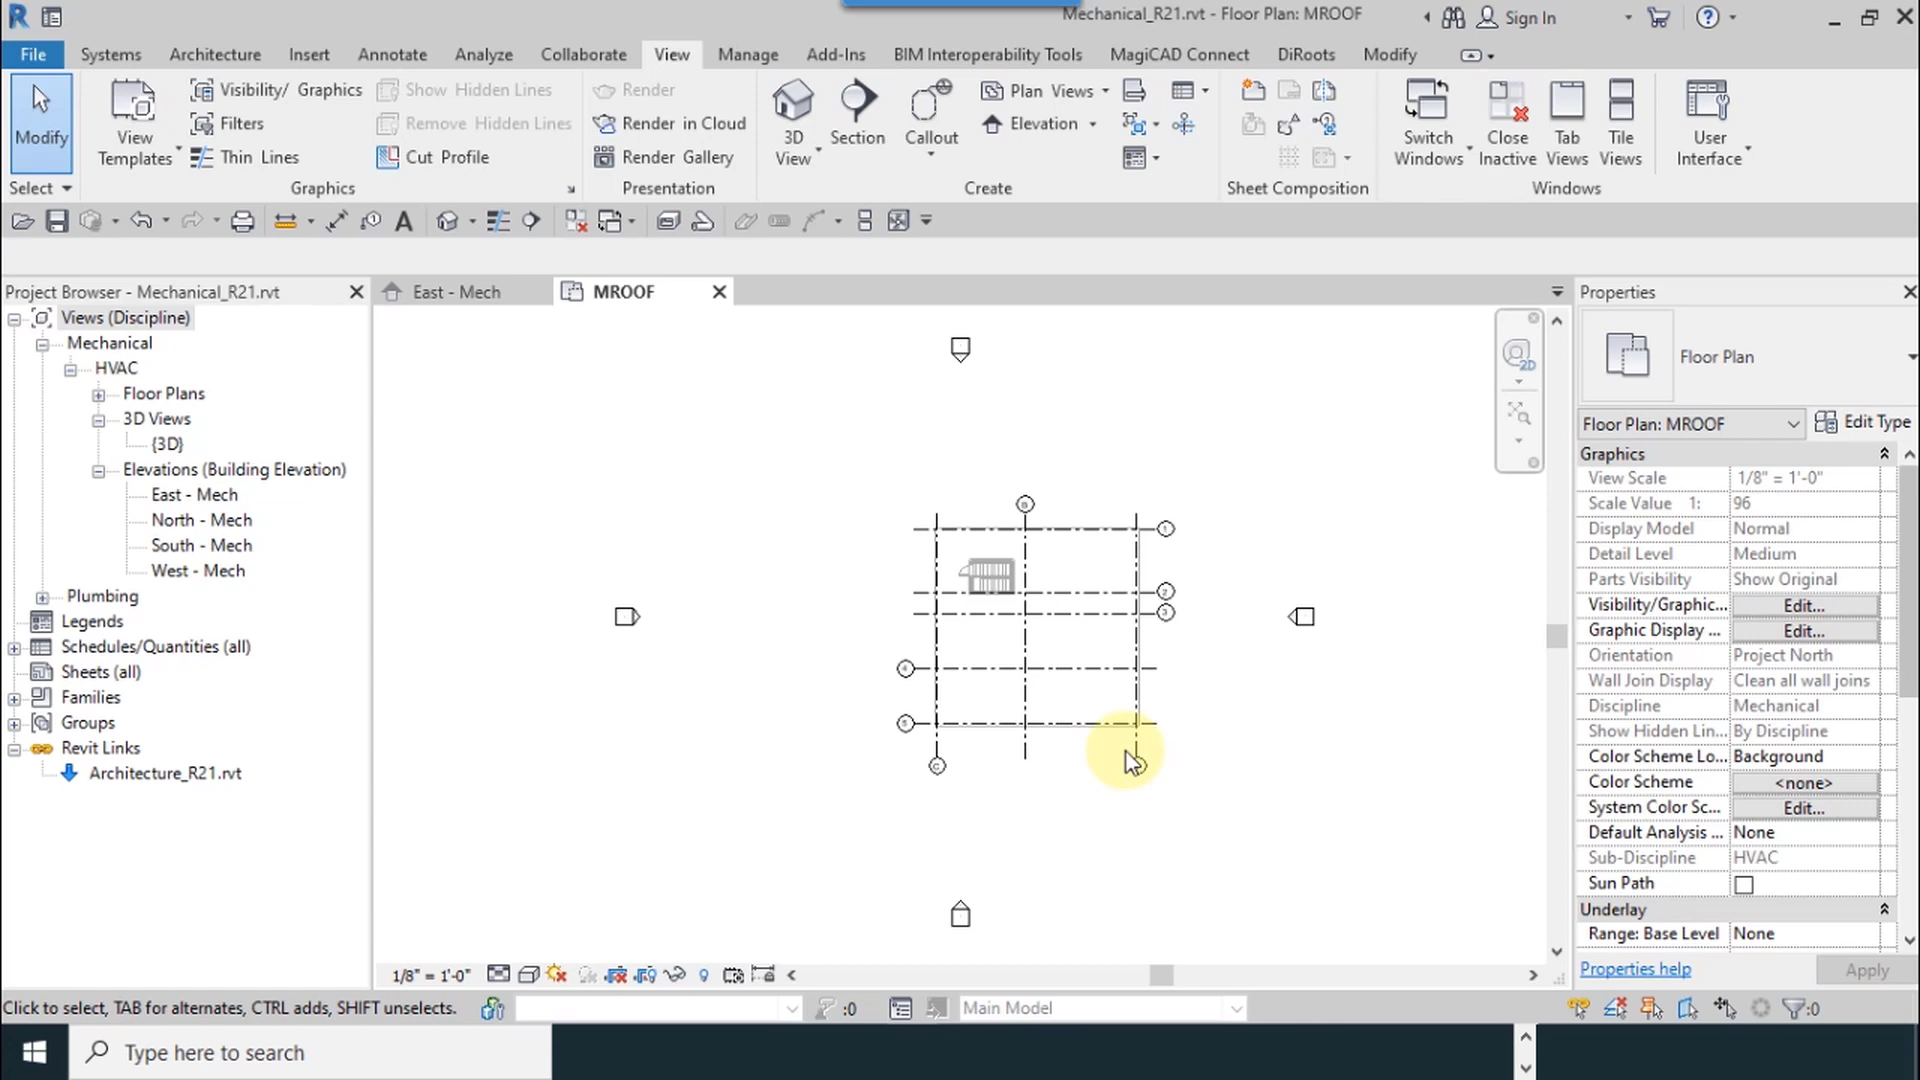 Mechanical_R21.rvt - Floor Plan: MROOF
Sign In
File
Systems
Architecture
Insert
Annotate
Analyze
Collaborate
View
Manage
Add-Ins
BIM Interoperability Tools
MagiCAD Connect
DiRoots
Modify
Modify
View
Templates
Visibility/ Graphics
Filters
Thin Lines
Show Hidden Lines
Remove Hidden Lines
Cut Profile
Render
Render in Cloud
Render Gallery
3D
View
Section
Callout
Plan Views
Elevation
Switch
Windows
Close
Inactive
Tab
Views
Tile
Views
User
Interface
Select
Graphics
Presentation
Create
Sheet Composition
Windows
Project Browser - Mechanical_R21.rvt
Views (Discipline)
Mechanical
HVAC
Floor Plans
3D Views
{3D}
Elevations (Building Elevation)
East - Mech
North - Mech
South - Mech
West - Mech
Plumbing
Legends
Schedules/Quantities (all)
Sheets (all)
Families
Groups
Revit Links
Architecture_R21.rvt
East - Mech
MROOF
2D
1
2
3
4
5
Properties
Floor Plan
Floor Plan: MROOF
Edit Type
Graphics
View Scale 1/8" = 1'-0"
Scale Value 1: 96
Display Model Normal
Detail Level Medium
Parts Visibility Show Original
Visibility/Graphic... Edit...
Graphic Display ... Edit...
Orientation Project North
Wall Join Display Clean all wall joins
Discipline Mechanical
Show Hidden Lin... By Discipline
Color Scheme Lo... Background
Color Scheme <none>
System Color Sc... Edit...
Default Analysis ... None
Sub-Discipline HVAC
Sun Path
Underlay
Range: Base Level None
Properties help
Apply
1/8" = 1'-0"
Click to select, TAB for alternates, CTRL adds, SHIFT unselects.
:0
Main Model
:0
Type here to search